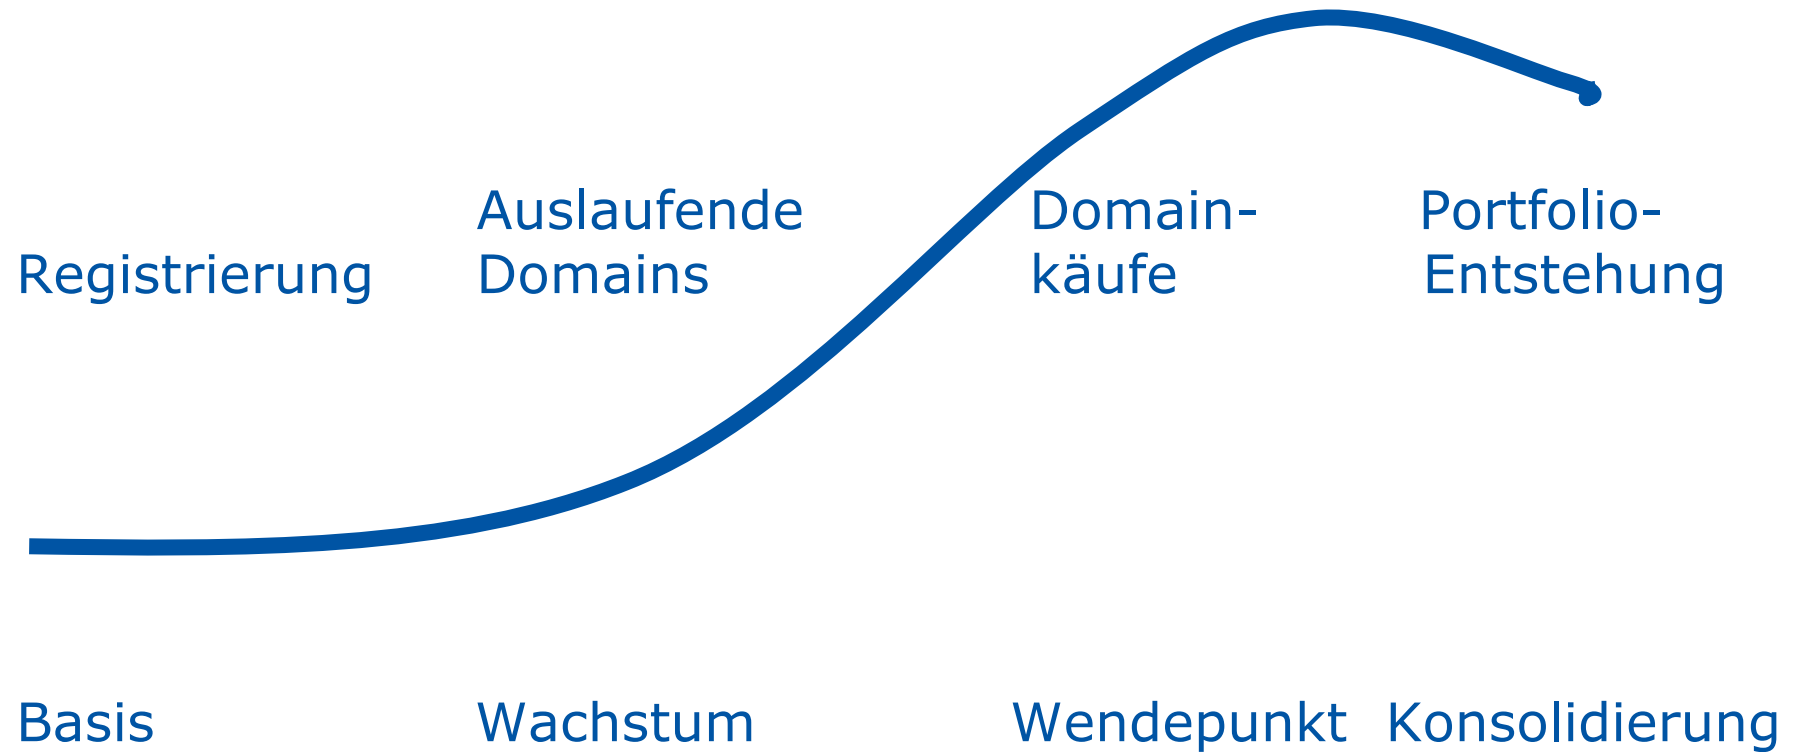 Registrierung
Auslaufende
Domains
Domain-
käufe
Portfolio-
Entstehung
Basis
Wachstum
Wendepunkt
Konsolidierung